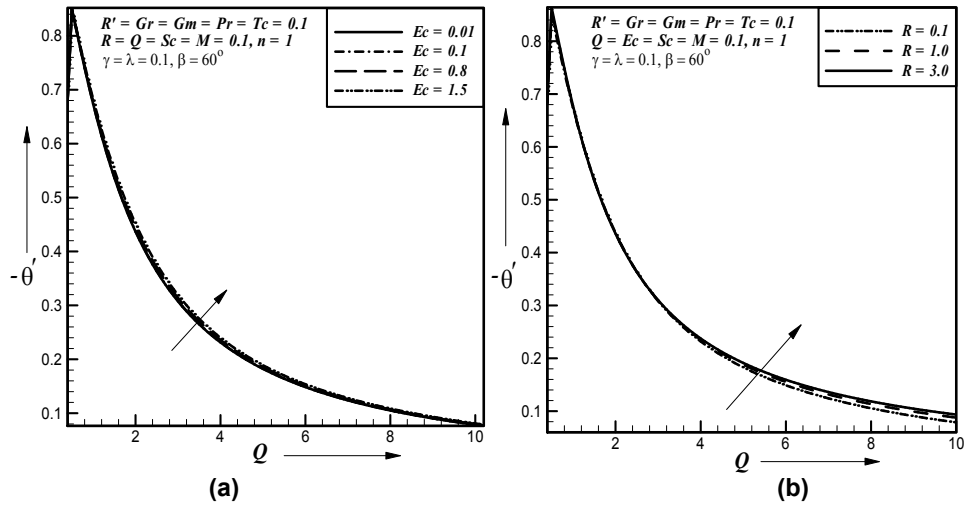 R' = Gr = Gm = Pr = Tc = 0.1
R = Q = Sc = M = 0.1, n = 1
γ = λ = 0.1, β = 60°
Ec = 0.01
Ec = 0.1
Ec = 0.8
Ec = 1.5
0.8
0.7
0.6
0.5
0.4
0.3
0.2
0.1
-θ'
2
4
6
8
10
Q
(a)
R' = Gr = Gm = Pr = Tc = 0.1
Q = Ec = Sc = M = 0.1, n = 1
γ = λ = 0.1, β = 60°
R = 0.1
R = 1.0
R = 3.0
0.8
0.7
0.6
0.5
0.4
0.3
0.2
0.1
-θ'
2
4
6
8
10
Q
(b)